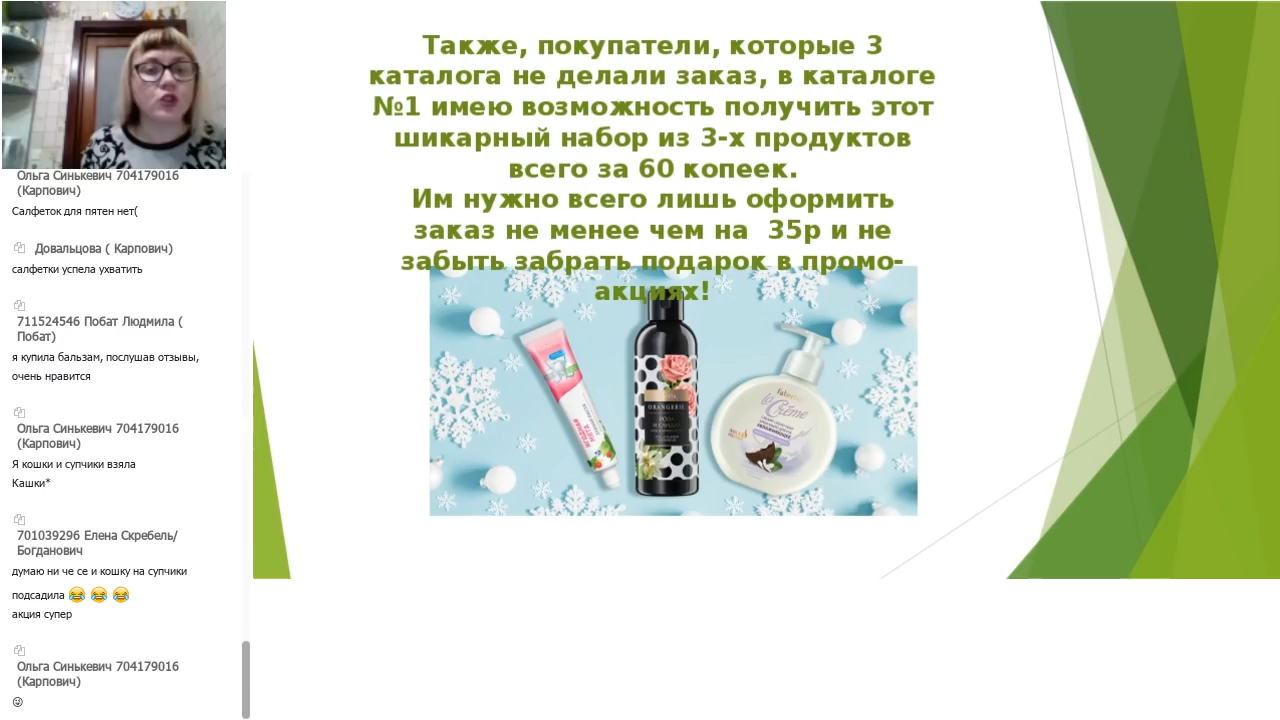 Ольга Синькевич 704179016
(Карпович)
Салфеток для пятен нет(
Довальцова ( Карпович)
салфетки успела ухватить
711524546 Побат Людмила (
Побат)
я купила бальзам, послушав отзывы,
очень нравится
Ольга Синькевич 704179016
(Карпович)
Я кошки и супчики взяла
Кашки*
701039296 Елена Скребель/
Богданович
думаю ни че се и кошку на супчики
подсадила 😂 😂 😂
акция супер
Ольга Синькевич 704179016
(Карпович)
😜
Также, покупатели, которые 3
каталога не делали заказ, в каталоге
№1 имею возможность получить этот
шикарный набор из 3-х продуктов
всего за 60 копеек.
Им нужно всего лишь оформить
заказ не менее чем на 35р и не
забыть забрать подарок в промо-
акциях!
ORANGERIE
faberlic
la Crème